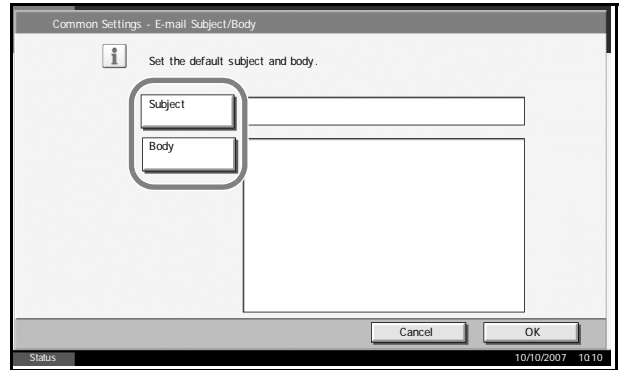 Common Settings - E-mail Subject/Body
i
Set the default subject and body.
Subject
Body
Cancel
OK
Status
10/10/2007 10:10